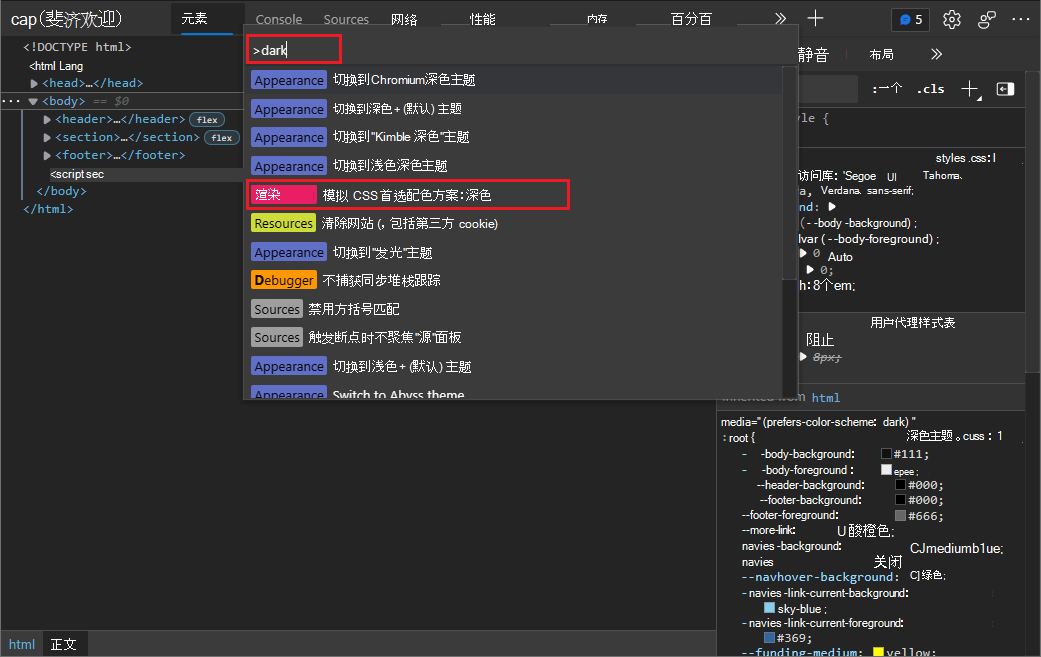 cap(斐济欢迎) 元素 Console Sources 网络 性能 内存 百分百 5
<!DOCTYPE html>
<html Lang
<head>…</head>
<body> == $0
<header>…</header> flex
<section>…</section> flex
<footer>…</footer>
<script sec
</body>
</html>
>dark
Appearance 切换到Chromium深色主题
Appearance 切换到深色+(默认)主题
Appearance 切换到"Kimble 深色"主题
Appearance 切换到浅色深色主题
渲染 模拟 CSS首选配色方案:深色
Resources 清除网站 (，包括第三方 cookie)
Appearance 切换到"发光"主题
Debugger 不捕获同步堆栈跟踪
Sources 禁用方括号匹配
Sources 触发断点时不聚焦"源"面板
Appearance 切换到浅色+(默认)主题
Appearance Switch to Abyss theme
静音 布局
:一个 .cls
yle {
styles .css:l
访问库: 'Segoe UI Tahoma、
a, Verdana. sans-serif;
nd:
(--body -background) ;
lvar (--body-foreground) ;
0 Auto
0;
h:8个em;
用户代理样式表
阻止
8px;
Inherited from html
media="(prefers-color-scheme: dark) "
:root { 深色主题 。cuss : 1
- -body-background: #111;
- -body-foreground : epee ;
--header-background: #000;
--footer-background: #000;
--footer-foreground: #666;
--more-link: U 酸橙色;
navies -background: CJmediumb1ue;
navies 关闭
--navhover-background: CJ 绿色;
- navies -link-current-background:
sky-blue ;
- navies -link-current-foreground:
#369;
--funding-medium: yellow;
html 正文